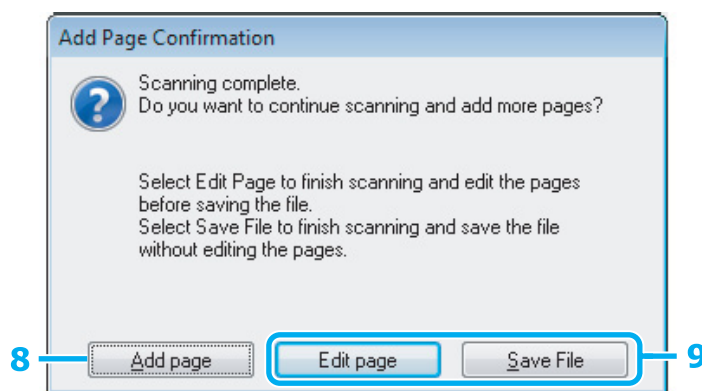 Add Page Confirmation
Scanning complete.
Do you want to continue scanning and add more pages?
Select Edit Page to finish scanning and edit the pages
before saving the file.
Select Save File to finish scanning and save the file
without editing the pages.
8 Add page Edit page Save File 9